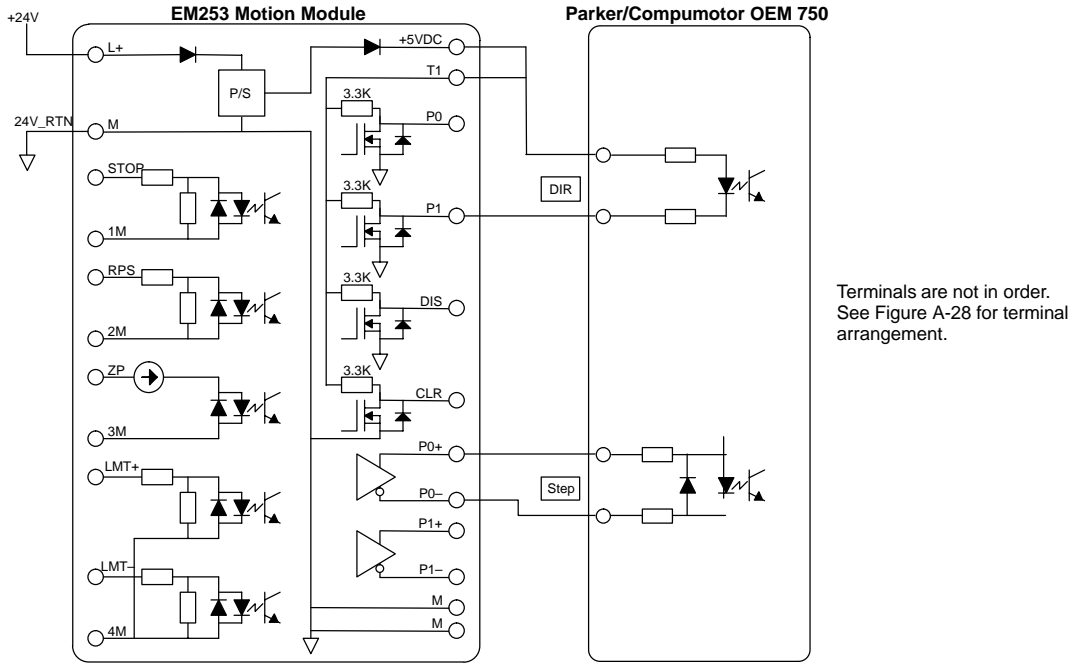 EM253 Motion Module
Parker/Compumotor OEM 750
+24V
L+
+5VDC
T1
P/S
3.3K
P0
24V_RTN
M
STOP
3.3K
DIR
P1
1M
RPS
3.3K
DIS
2M
Terminals are not in order.
See Figure A-28 for terminal
arrangement.
ZP
3.3K
CLR
3M
P0+
LMT+
Step
P0–
P1+
LMT–
P1–
M
4M
M